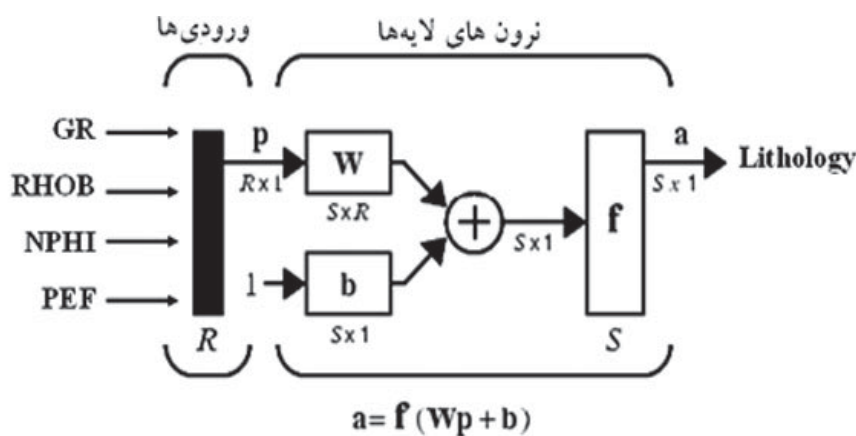 ورودی‌ها
نرون های لایه‌ها
GR
RHOB
NPHI
PEF
p
R x 1
R
W
S x R
1
b
S x 1
+
S x 1
f
S
a
S x 1
Lithology
a= f (Wp + b)